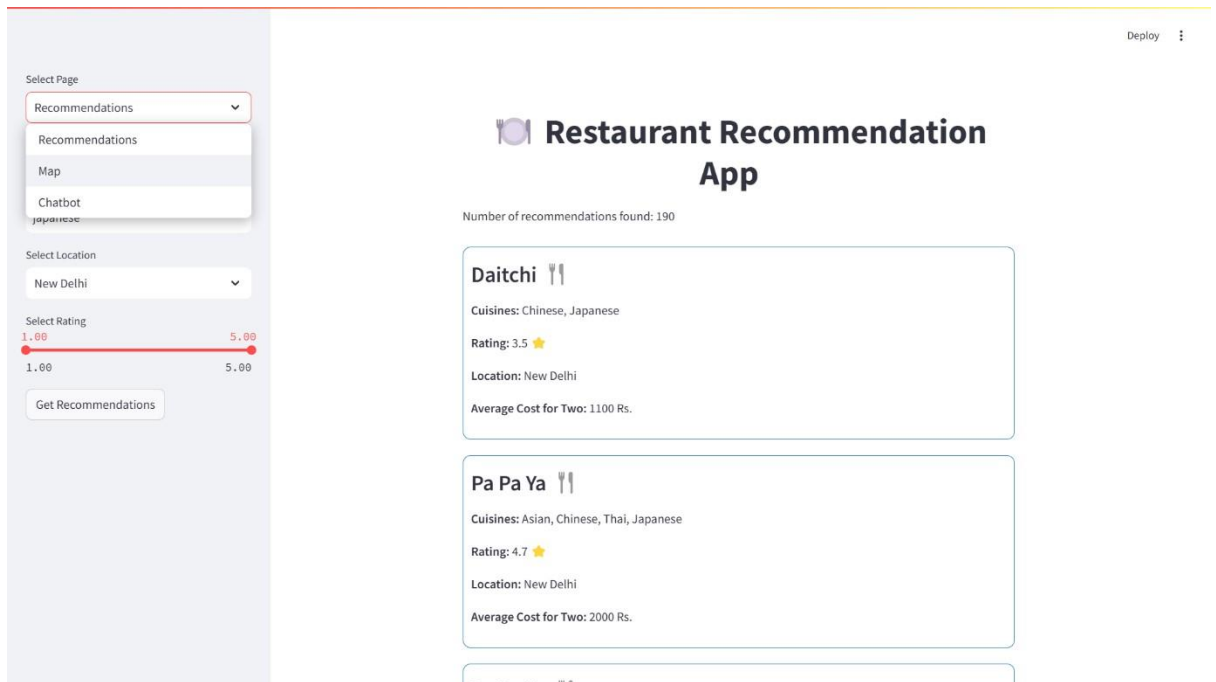 Deploy
Select Page
Recommendations
Recommendations
Map
Chatbot
japanese
Select Location
New Delhi
Select Rating
1.00 5.00
1.00 5.00
Get Recommendations
Restaurant Recommendation
App
Number of recommendations found: 190
Daitchi
Cuisines: Chinese, Japanese
Rating: 3.5
Location: New Delhi
Average Cost for Two: 1100 Rs.
Pa Pa Ya
Cuisines: Asian, Chinese, Thai, Japanese
Rating: 4.7
Location: New Delhi
Average Cost for Two: 2000 Rs.